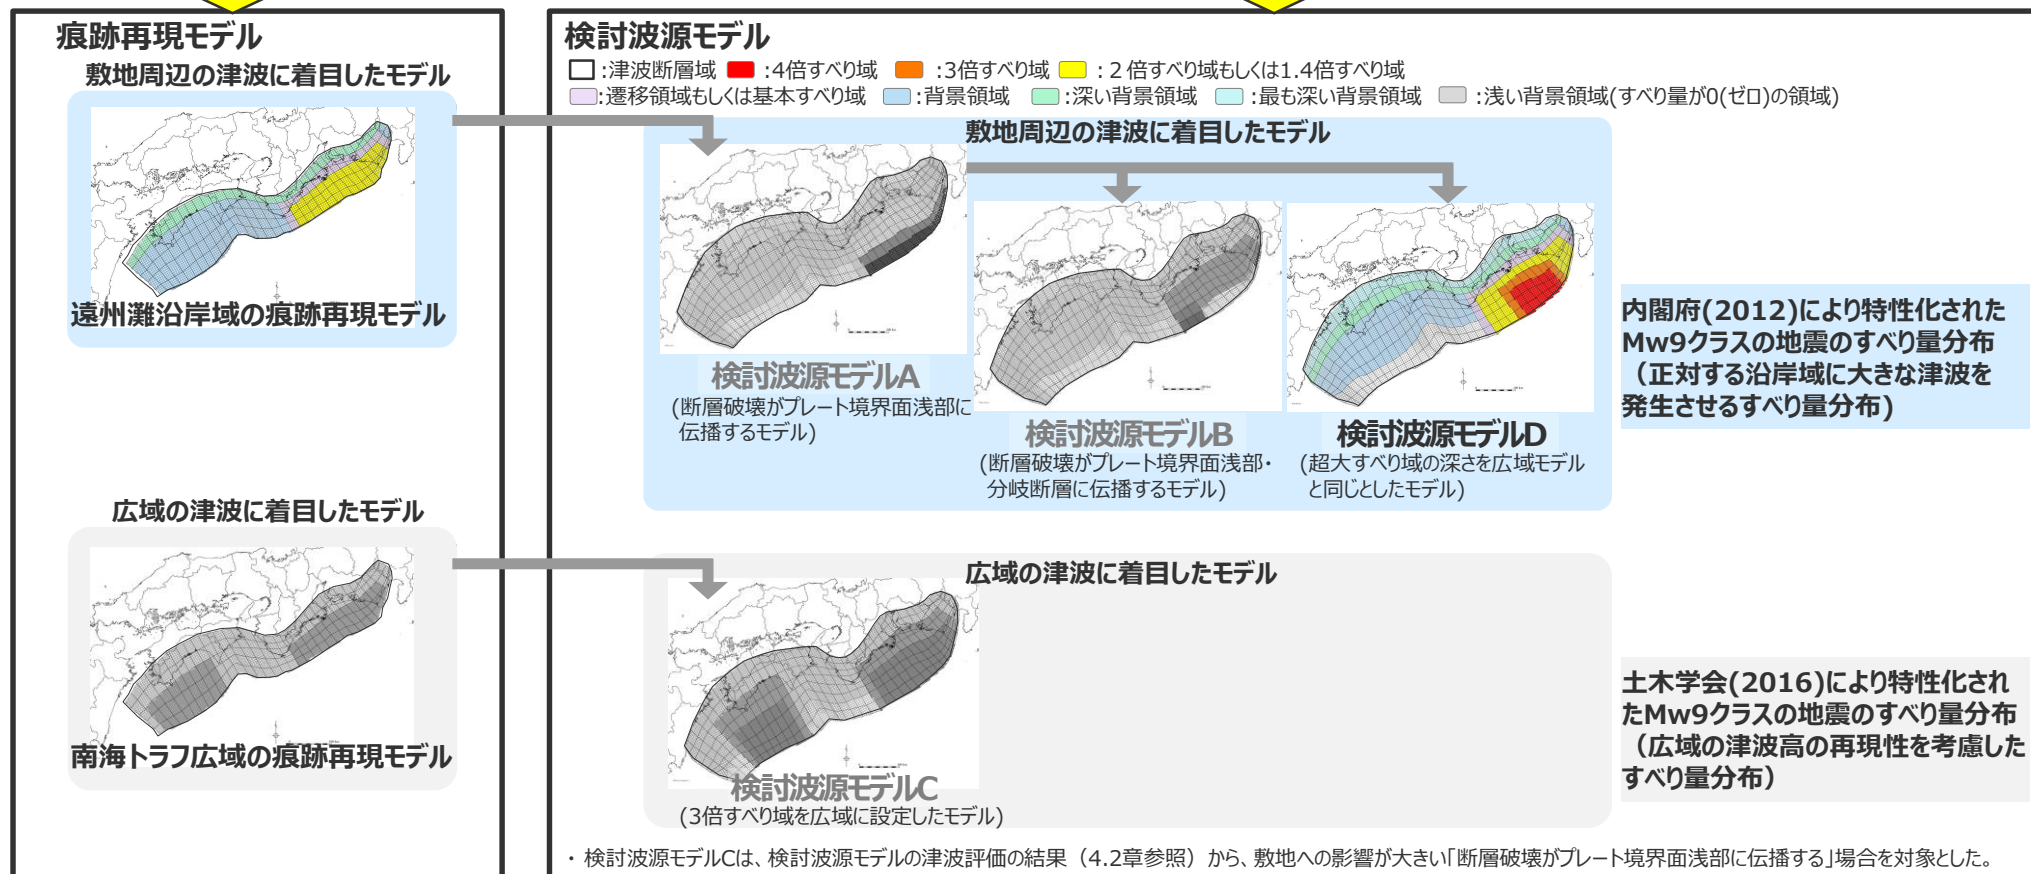 痕跡再現モデル
敷地周辺の津波に着目したモデル
遠州灘沿岸域の痕跡再現モデル
広域の津波に着目したモデル
南海トラフ広域の痕跡再現モデル
検討波源モデル
:津波断層域 :4倍すべり域 :3倍すべり域 :２倍すべり域もしくは1.4倍すべり域
:遷移領域もしくは基本すべり域 :背景領域 :深い背景領域 :最も深い背景領域 :浅い背景領域(すべり量が0(ゼロ)の領域)
敷地周辺の津波に着目したモデル
検討波源モデルA
(断層破壊がプレート境界面浅部に
伝播するモデル)
検討波源モデルB
(断層破壊がプレート境界面浅部・
分岐断層に伝播するモデル)
検討波源モデルD
(超大すべり域の深さを広域モデル
と同じとしたモデル)
内閣府(2012)により特性化された
Mw9クラスの地震のすべり量分布
（正対する沿岸域に大きな津波を
発生させるすべり量分布)
広域の津波に着目したモデル
検討波源モデルC
(3倍すべり域を広域に設定したモデル)
土木学会(2016)により特性化され
たMw9クラスの地震のすべり量分布
（広域の津波高の再現性を考慮した
すべり量分布）
・検討波源モデルCは、検討波源モデルの津波評価の結果（4.2章参照）から、敷地への影響が大きい「断層破壊がプレート境界面浅部に伝播する」場合を対象とした。